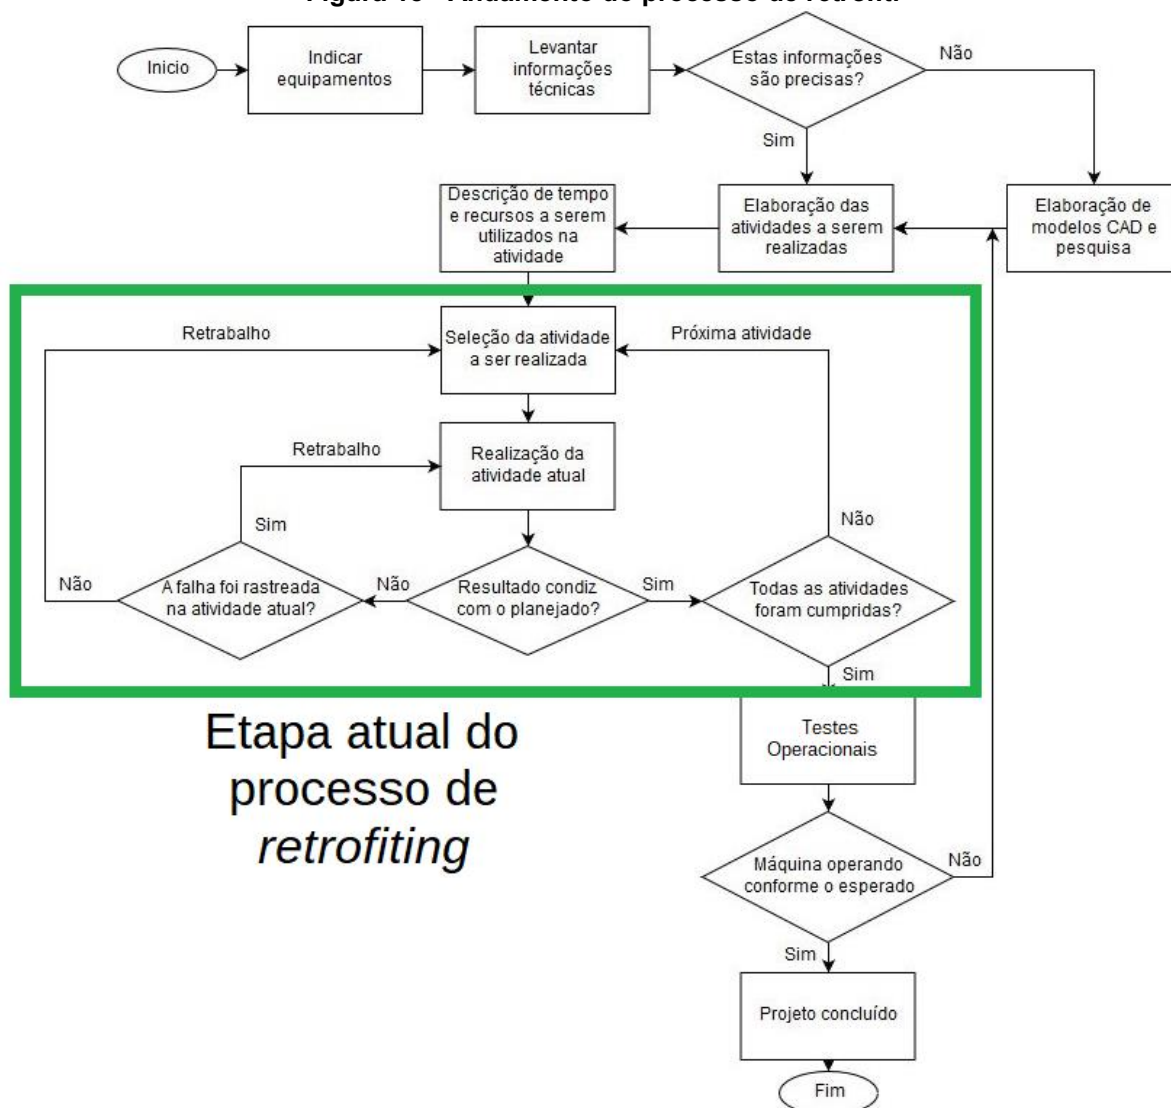 Inicio
Indicar
equipamentos
Levantar
informações
técnicas
Estas informações
são precisas?
Não
Sim
Descrição de tempo
e recursos a serem
utilizados na
atividade
Elaboração das
atividades a serem
realizadas
Elaboração de
modelos CAD e
pesquisa
Retrabalho
Seleção da atividade
a ser realizada
Próxima atividade
Retrabalho
Realização da
atividade atual
Sim
Não
Não
A falha foi rastreada
na atividade atual?
Não
Resultado condiz
com o planejado?
Sim
Todas as atividades
foram cumpridas?
Sim
Etapa atual do
processo de
retrofiting
Testes
Operacionais
Máquina operando
conforme o esperado
Não
Sim
Projeto concluído
Fim